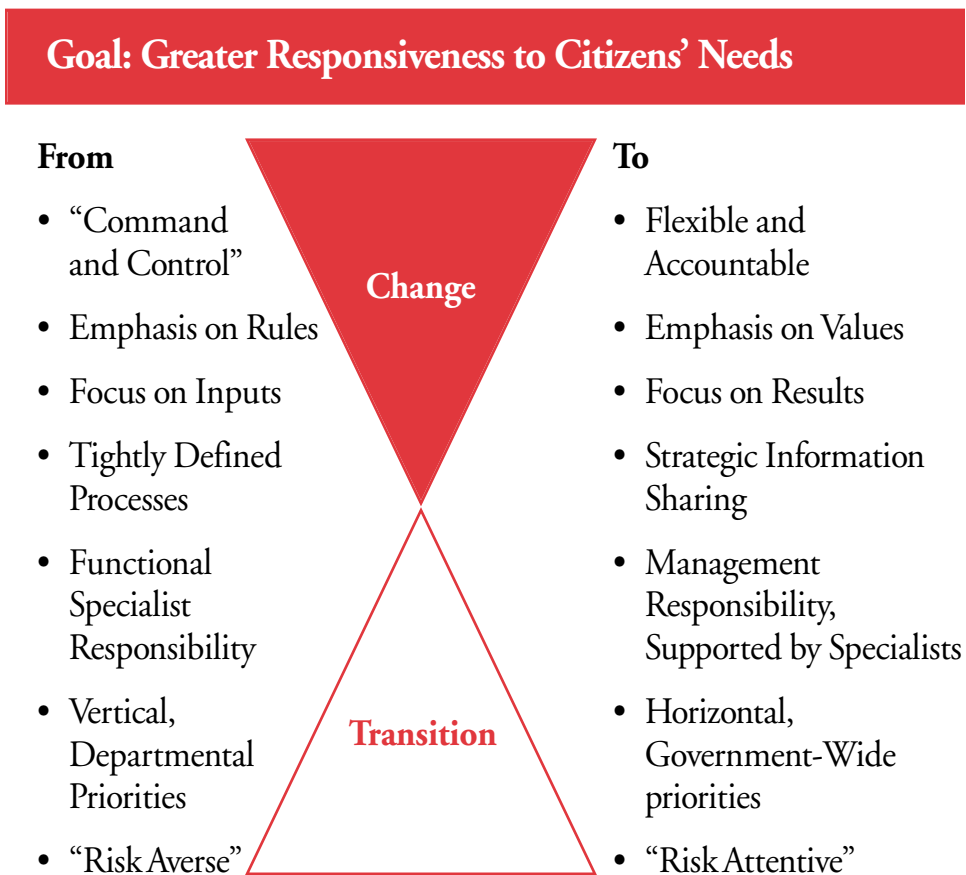 Goal: Greater Responsiveness to Citizens’ Needs
From
• “Command
and Control”
• Emphasis on Rules
• Focus on Inputs
• Tightly Defined
Processes
• Functional
Specialist
Responsibility
• Vertical,
Departmental
Priorities
• “Risk Averse”
Change
Transition
To
• Flexible and
Accountable
• Emphasis on Values
• Focus on Results
• Strategic Information
Sharing
• Management
Responsibility,
Supported by Specialists
• Horizontal,
Government-Wide
priorities
• “Risk Attentive”